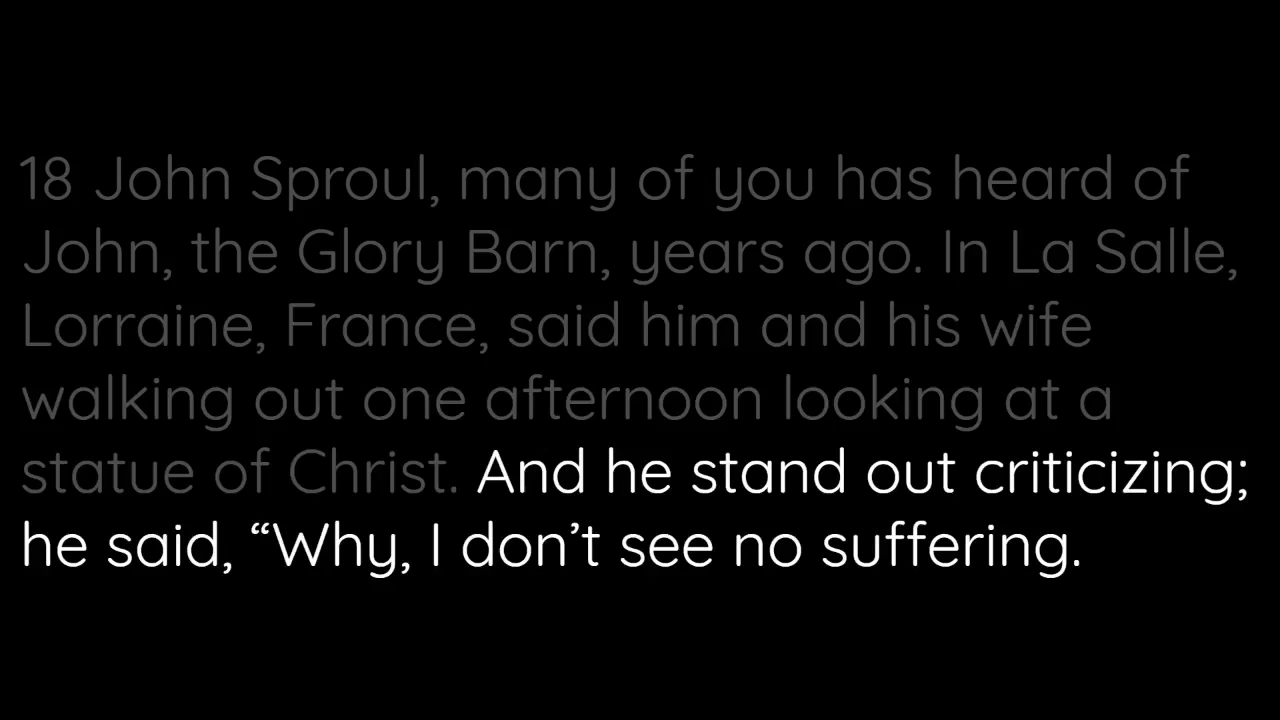 18 John Sproul, many of you has heard of
John, the Glory Barn, years ago. In La Salle,
Lorraine, France, said him and his wife
walking out one afternoon looking at a
statue of Christ. And he stand out criticizing;
he said, “Why, I don’t see no suffering.